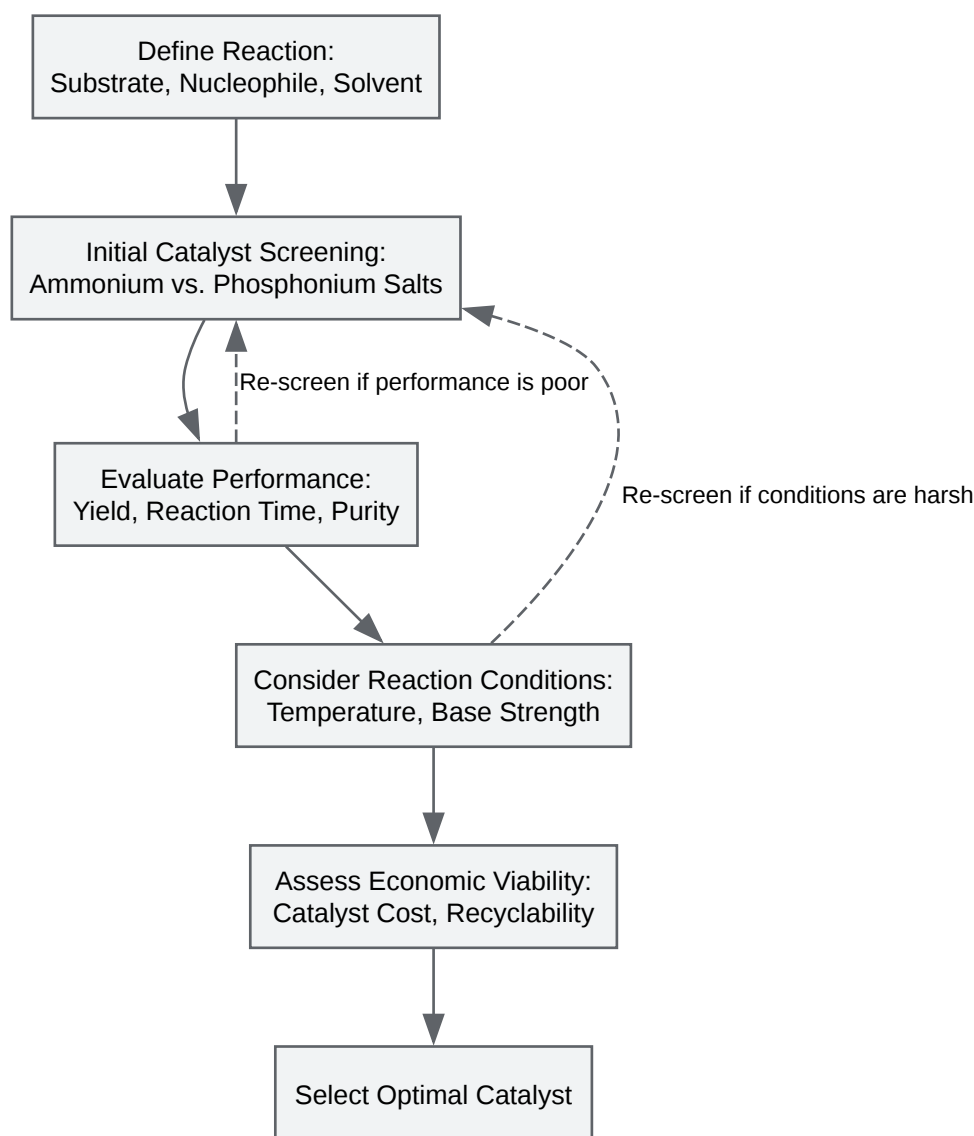 Define Reaction:
Substrate, Nucleophile, Solvent
Initial Catalyst Screening:
Ammonium vs. Phosphonium Salts
Re-screen if performance is poor
Evaluate Performance:
Yield, Reaction Time, Purity
Re-screen if conditions are harsh
Consider Reaction Conditions:
Temperature, Base Strength
Assess Economic Viability:
Catalyst Cost, Recyclability
Select Optimal Catalyst